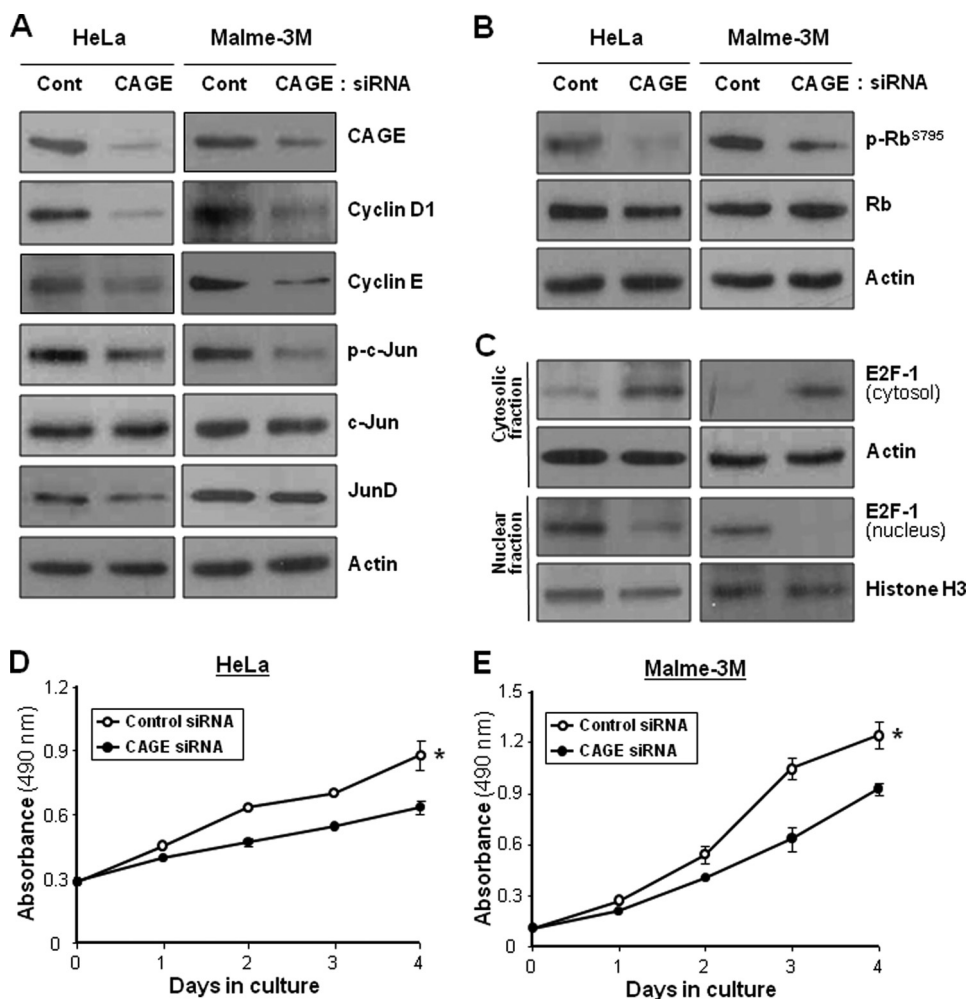 A
HeLa Malme-3M
Cont CAGE Cont CAGE : siRNA
CAGE
Cyclin D1
Cyclin E
p-c-Jun
c-Jun
JunD
Actin
B
HeLa Malme-3M
Cont CAGE Cont CAGE : siRNA
p-Rb^S795
Rb
Actin
C
Cytosolic
fraction
E2F-1
(cytosol)
Actin
Nuclear
fraction
E2F-1
(nucleus)
Histone H3
D
HeLa
Absorbance (490 nm)
1.2
0.9
0.6
0.3
0
Control siRNA
CAGE siRNA
*
0 1 2 3 4
Days in culture
E
Malme-3M
Absorbance (490 nm)
1.5
1.2
0.9
0.6
0.3
0
Control siRNA
CAGE siRNA
*
0 1 2 3 4
Days in culture